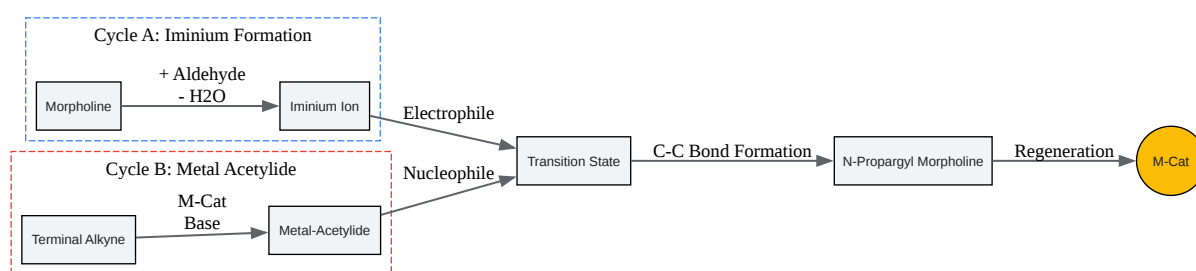 Cycle A: Iminium Formation
Morpholine
+ Aldehyde
- H2O
Iminium Ion
Electrophile
Cycle B: Metal Acetylide
Terminal Alkyne
M-Cat
Base
Metal-Acetylide
Nucleophile
Transition State
C-C Bond Formation
N-Propargyl Morpholine
Regeneration
M-Cat